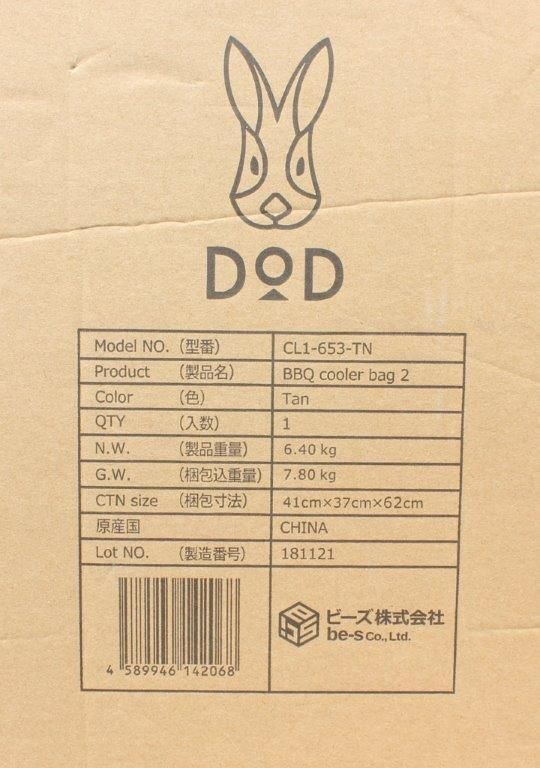 DoD
Model NO. (型番) CL1-653-TN
Product (製品名) BBQ cooler bag 2
Color (色) Tan
QTY (入数) 1
N.W. (製品重量) 6.40 kg
G.W. (梱包込重量) 7.80 kg
CTN size (梱包寸法) 41cm×37cm×62cm
原産国 CHINA
Lot NO. (製造番号) 181121
ビーズ株式会社
be-s Co., Ltd.
4 589946 142068